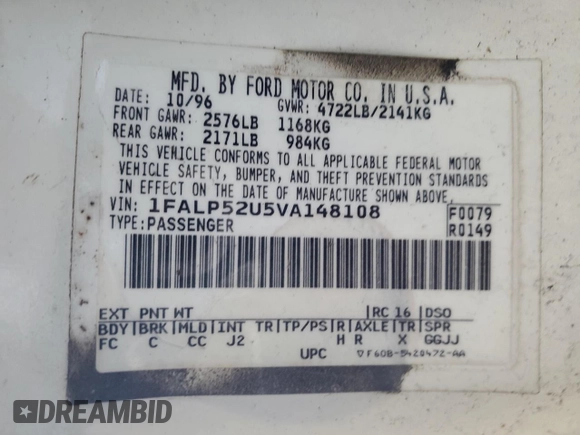 MFD. BY FORD MOTOR CO. IN U.S.A.
DATE: 10/96 GVWR: 4722LB/2141KG
FRONT GAWR: 2576LB 1168KG
REAR GAWR: 2171LB 984KG
THIS VEHICLE CONFORMS TO ALL APPLICABLE FEDERAL MOTOR
VEHICLE SAFETY, BUMPER, AND THEFT PREVENTION STANDARDS
IN EFFECT ON THE DATE OF MANUFACTURE SHOWN ABOVE.
VIN: 1FALP52U5VA148108 F0079
TYPE: PASSENGER R0149
EXT PNT WT RC 16 DSO
BDY BRK MLD INT TR TP/PS R AXLE TR SPR
FC C CC J2 H R X GGJJ
UPC ▽F6DB-5420472-AA
DREAMBID